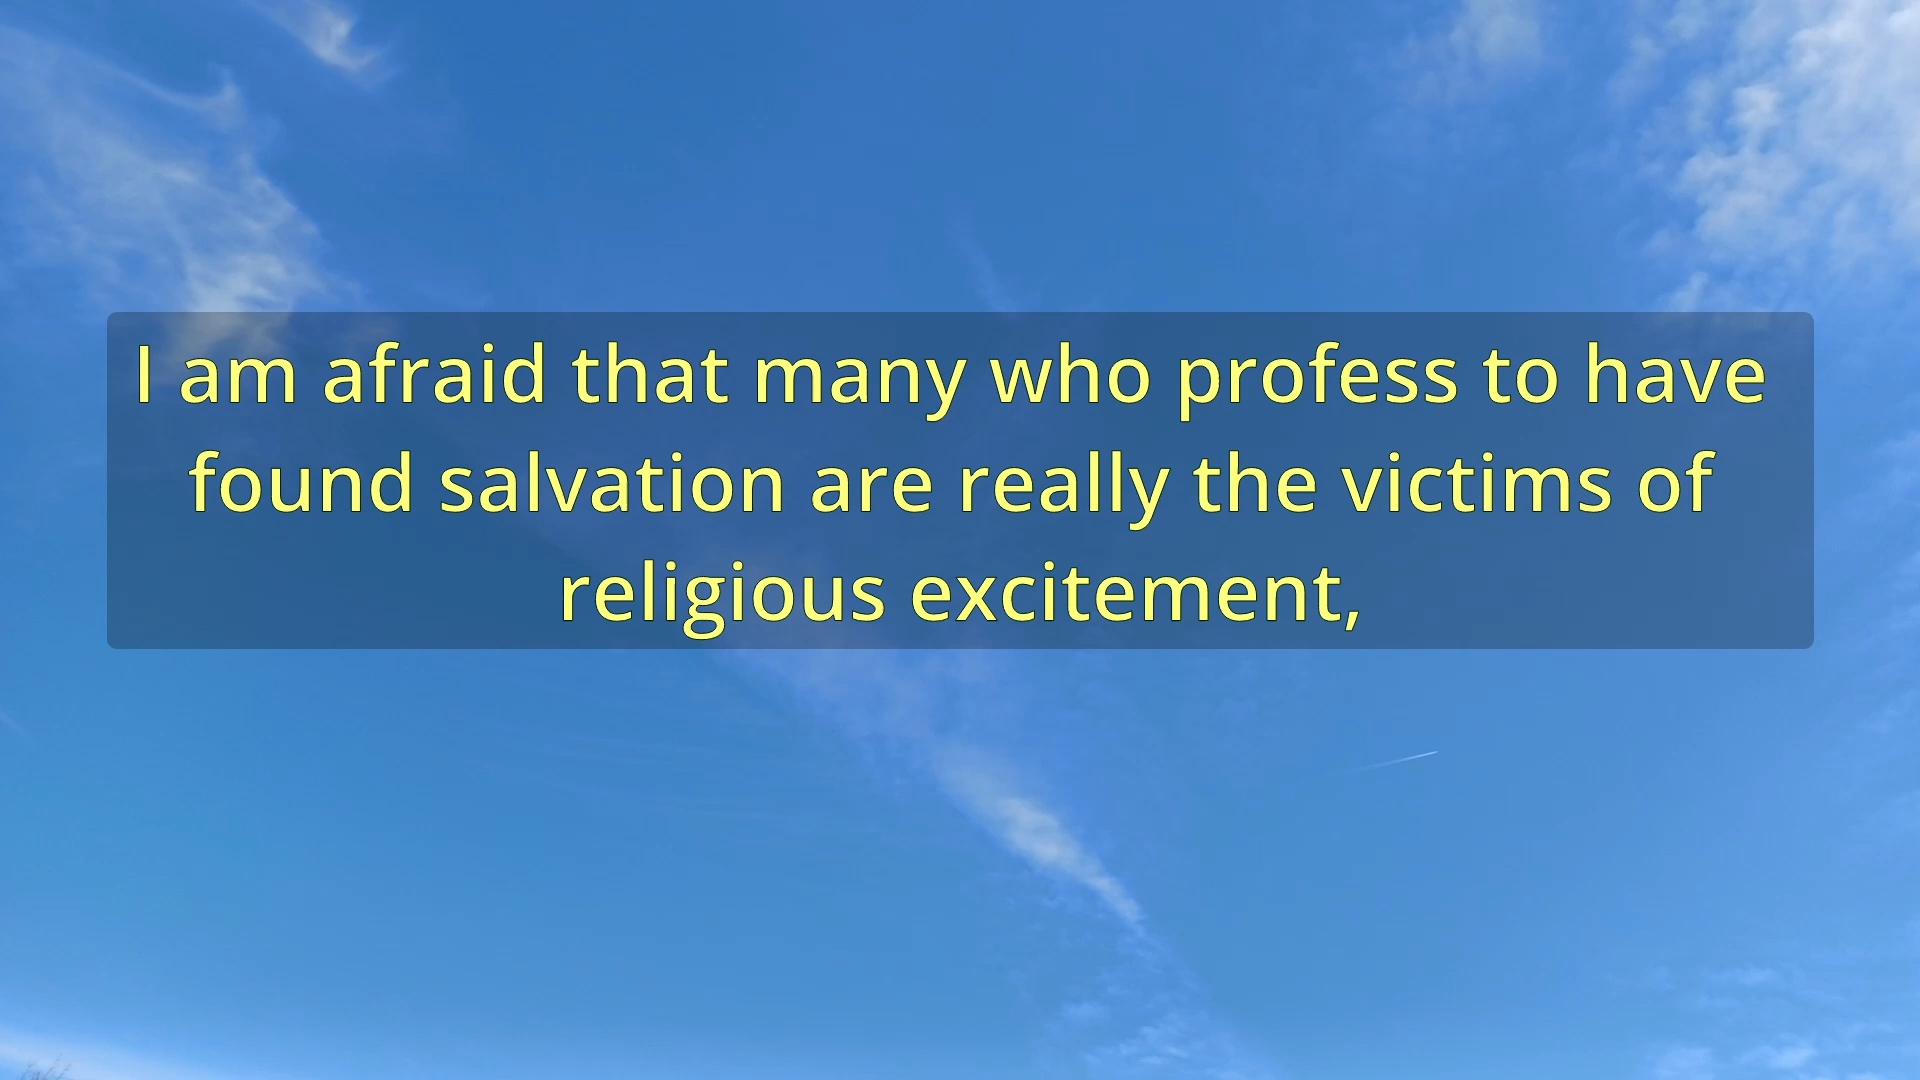 I am afraid that many who profess to have
found salvation are really the victims of
religious excitement,